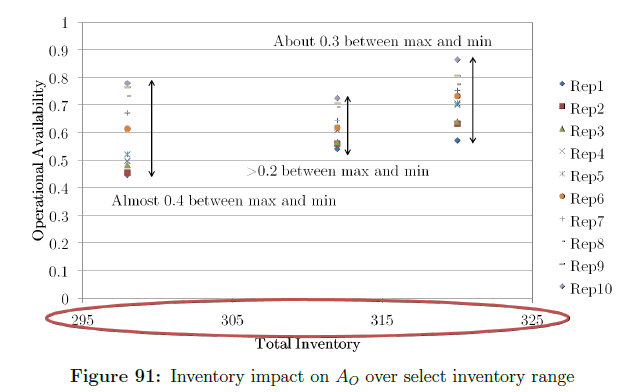 1
About 0.3 between max and min
0.9
0.8
0.7
0.6
0.5
>0.2 between max and min
0.4
Almost 0.4 between max and min
0.3
0.2
0.1
0
Operational Availability
295
305
315
325
Total Inventory
Rep1
Rep2
Rep3
Rep4
Rep5
Rep6
Rep7
Rep8
Rep9
Rep10
Figure 91: Inventory impact on AO over select inventory range